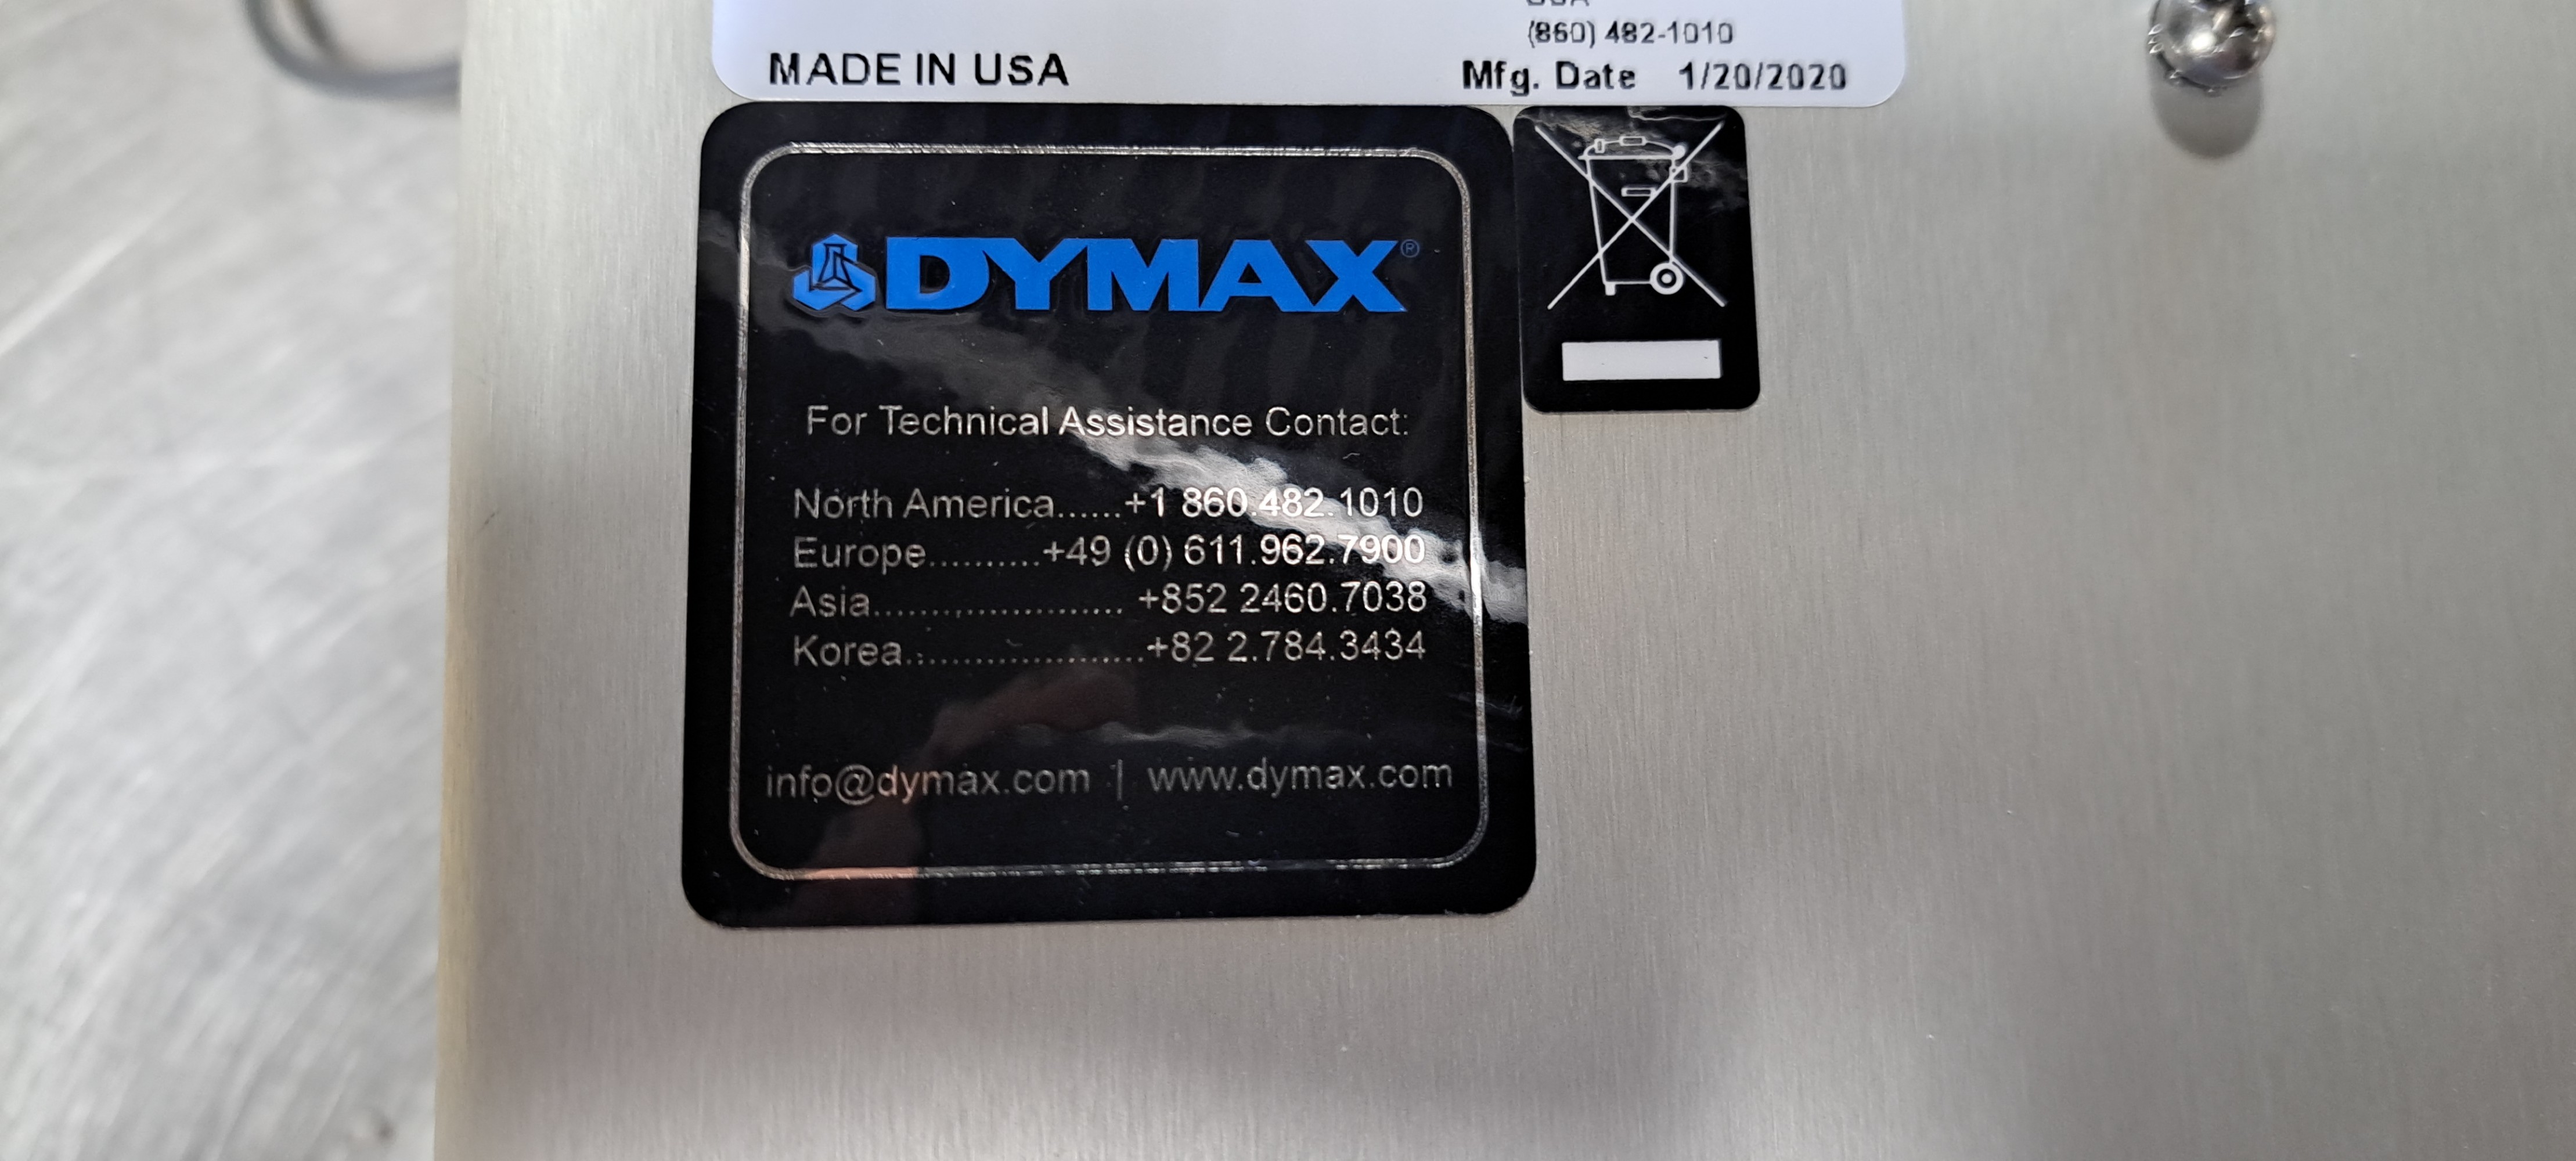 USA
(860) 482-1010
MADE IN USA
Mfg. Date 1/20/2020
DYMAX®
For Technical Assistance Contact:
North America......+1 860.482.1010
Europe..........+49 (0) 611.962.7900
Asia....................... +852 2460.7038
Korea......................+82 2.784.3434
info@dymax.com | www.dymax.com